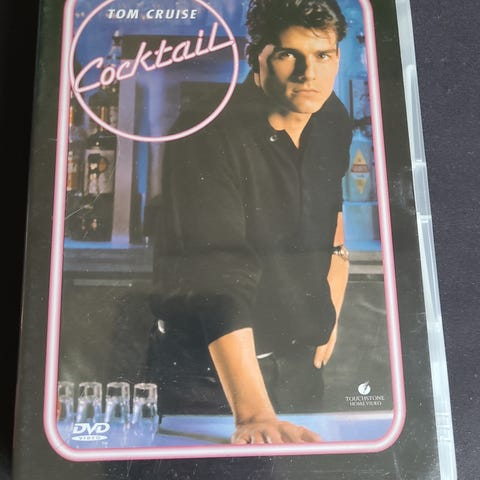 TOM CRUISE
Cocktail
TOUCHSTONE
HOME VIDEO
DVD
VIDEO